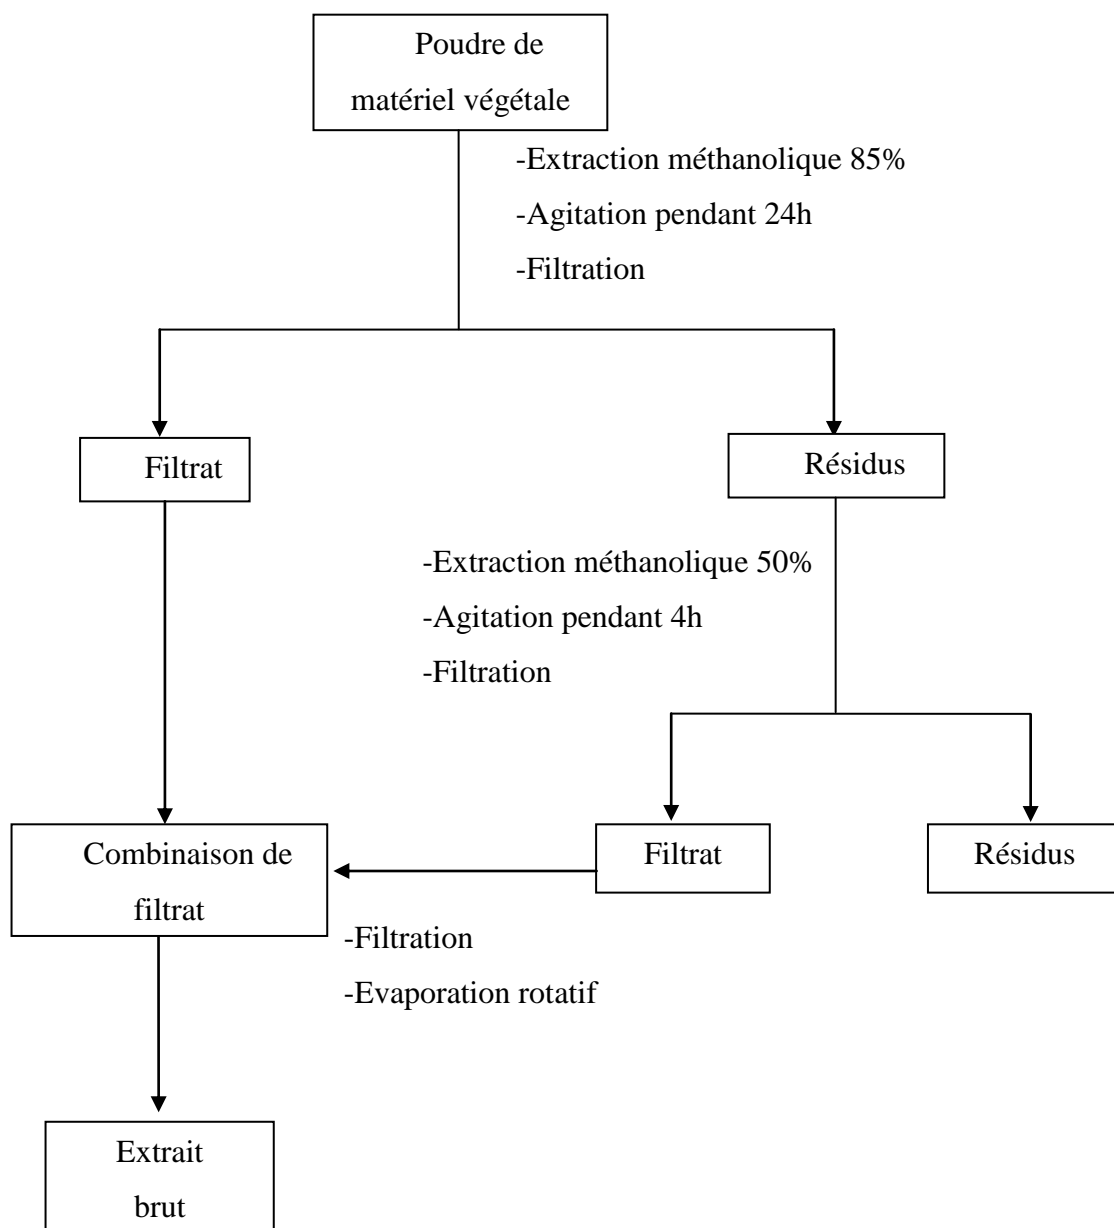 Poudre de
matériel végétale
-Extraction méthanolique 85%
-Agitation pendant 24h
-Filtration
Filtrat
Résidus
-Extraction méthanolique 50%
-Agitation pendant 4h
-Filtration
Combinaison de
filtrat
Filtrat
Résidus
-Filtration
-Evaporation rotatif
Extrait
brut